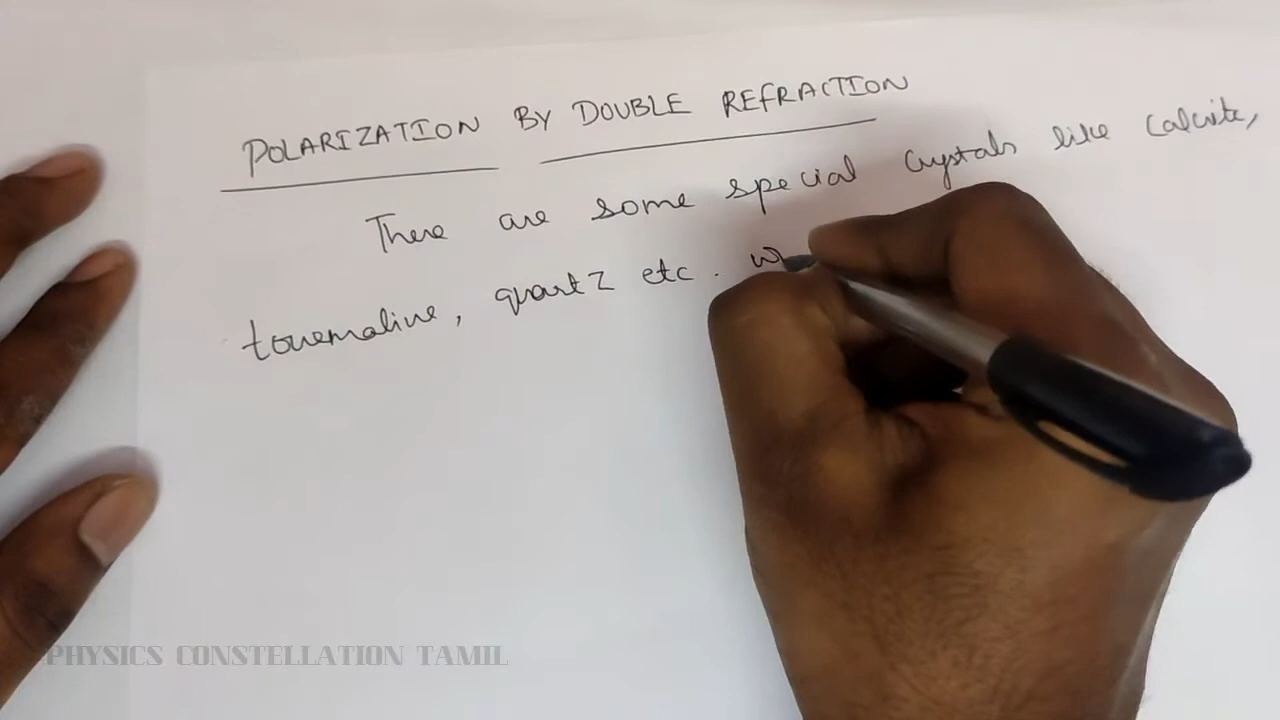 POLARIZATION BY DOUBLE REFRACTION
There are some special crystals like calcite,
tourmaline, quartz etc. w
PHYSICS CONSTELLATION TAMIL